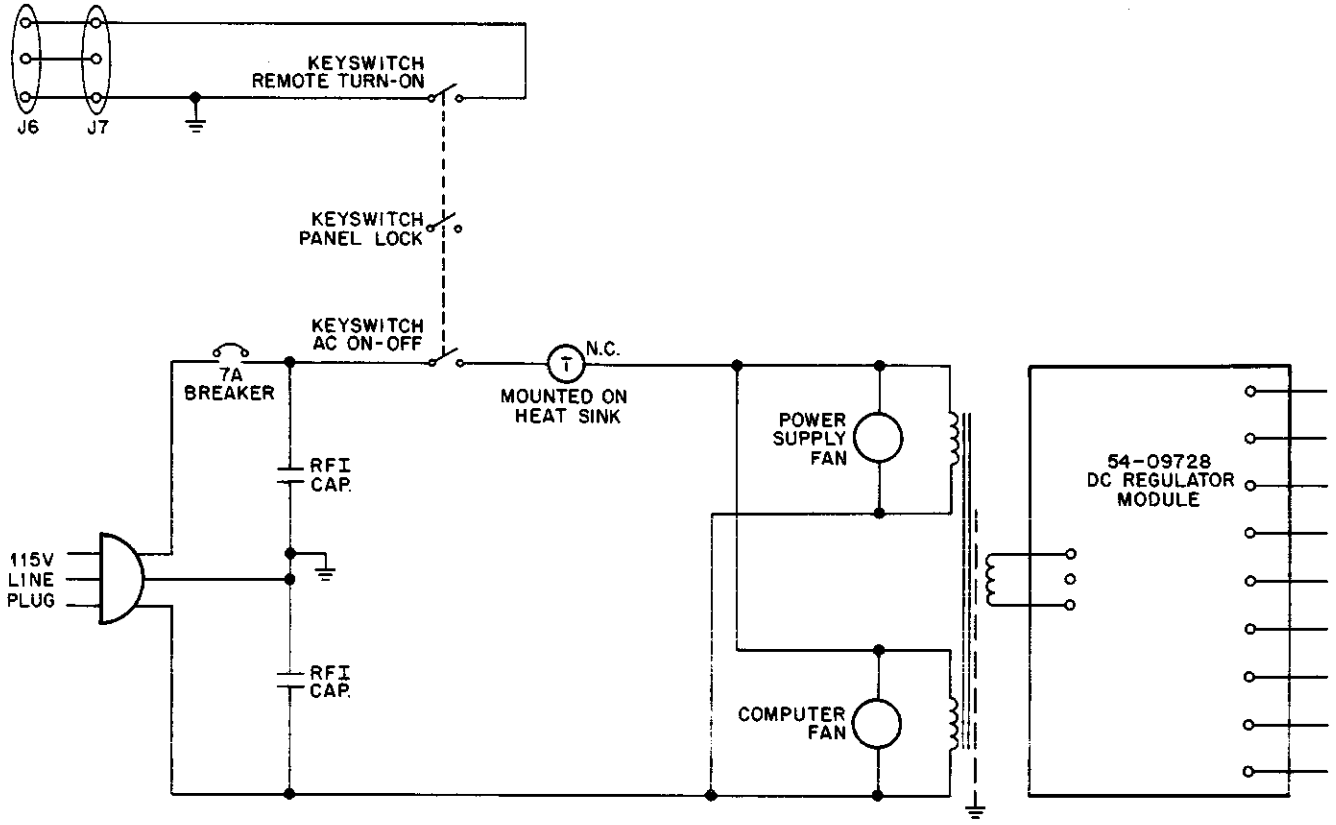 KEYSWITCH
REMOTE TURN-ON
J6
J7
KEYSWITCH
PANEL LOCK
KEYSWITCH
AC ON-OFF
7A
BREAKER
T
N.C.
MOUNTED ON
HEAT SINK
POWER
SUPPLY
FAN
54-09728
DC REGULATOR
MODULE
RFI
CAP.
115V
LINE
PLUG
RFI
CAP.
COMPUTER
FAN